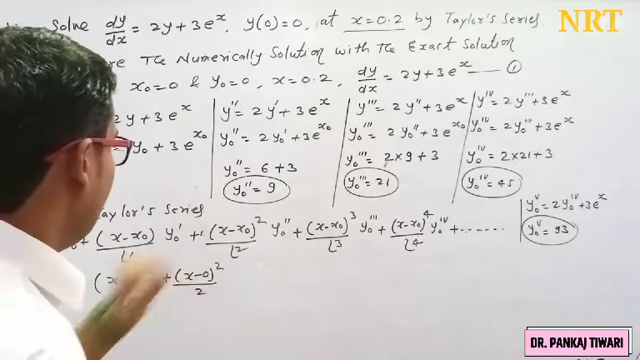 Solve dy/dx = 2y + 3e^x, y(0) = 0, at x = 0.2 by Taylor's Series.
The Numerically Solution with the Exact Solution
x₀=0 & y₀=0, x = 0.2, dy/dx = 2y + 3e^x —①
2y + 3e^x
y₀ + 3e^x₀
y'' = 2y' + 3e^x
y₀'' = 2y₀' + 3e^x₀
y₀'' = 6 + 3
y₀'' = 9
y''' = 2y'' + 3e^x
y₀''' = 2y₀'' + 3e^x₀
y₀''' = 2×9 + 3
y₀''' = 21
y^IV = 2y''' + 3e^x
y₀^IV = 2y₀''' + 3e^x₀
y₀^IV = 2×21 + 3
y₀^IV = 45
y₀^V = 2y₀^IV + 3e^x
y₀^V = 93
Taylor's Series
+ (x-x₀)/⌊1 y₀' + (x-x₀)²/⌊2 y₀'' + (x-x₀)³/⌊3 y₀''' + (x-x₀)⁴/⌊4 y₀^IV + ......
(x + (x-0)²/2
NRT
DR. PANKAJ TIWARI